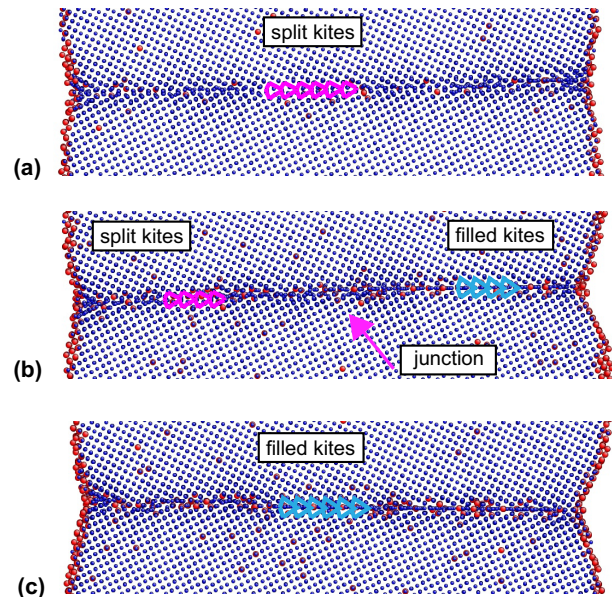 split kites
(a)
split kites
filled kites
junction
(b)
filled kites
(c)